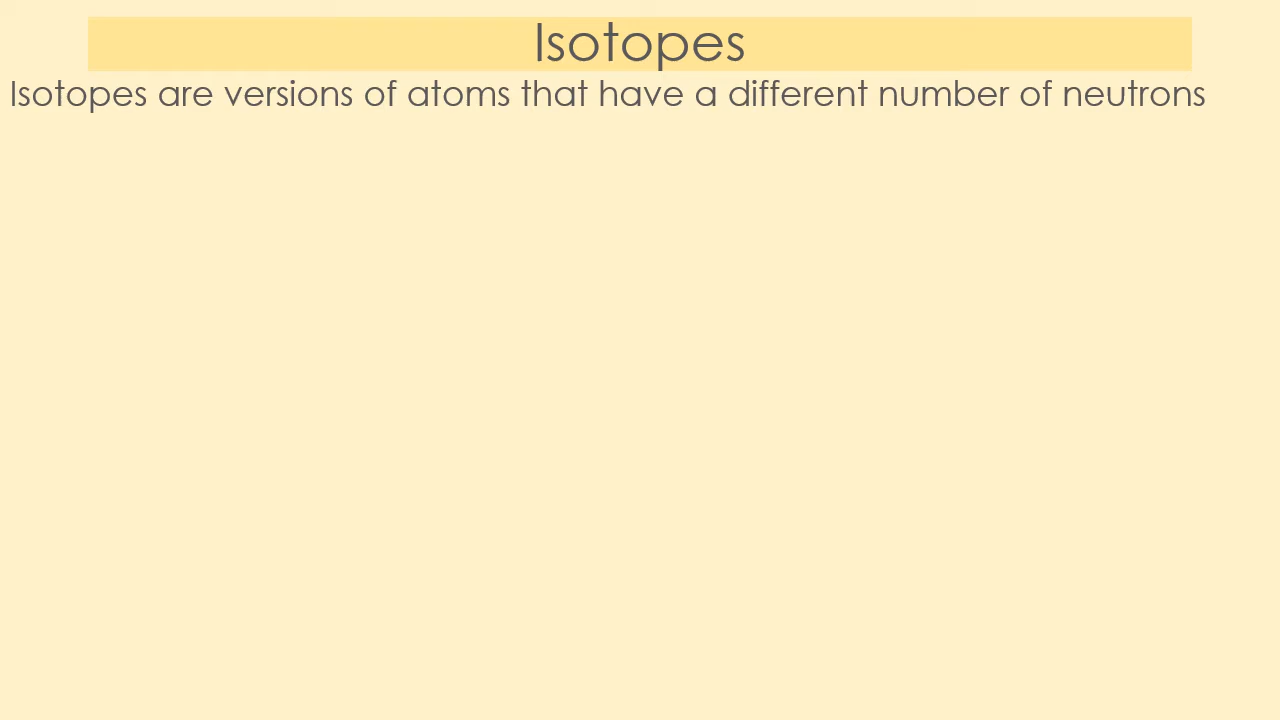 Isotopes
Isotopes are versions of atoms that have a different number of neutrons